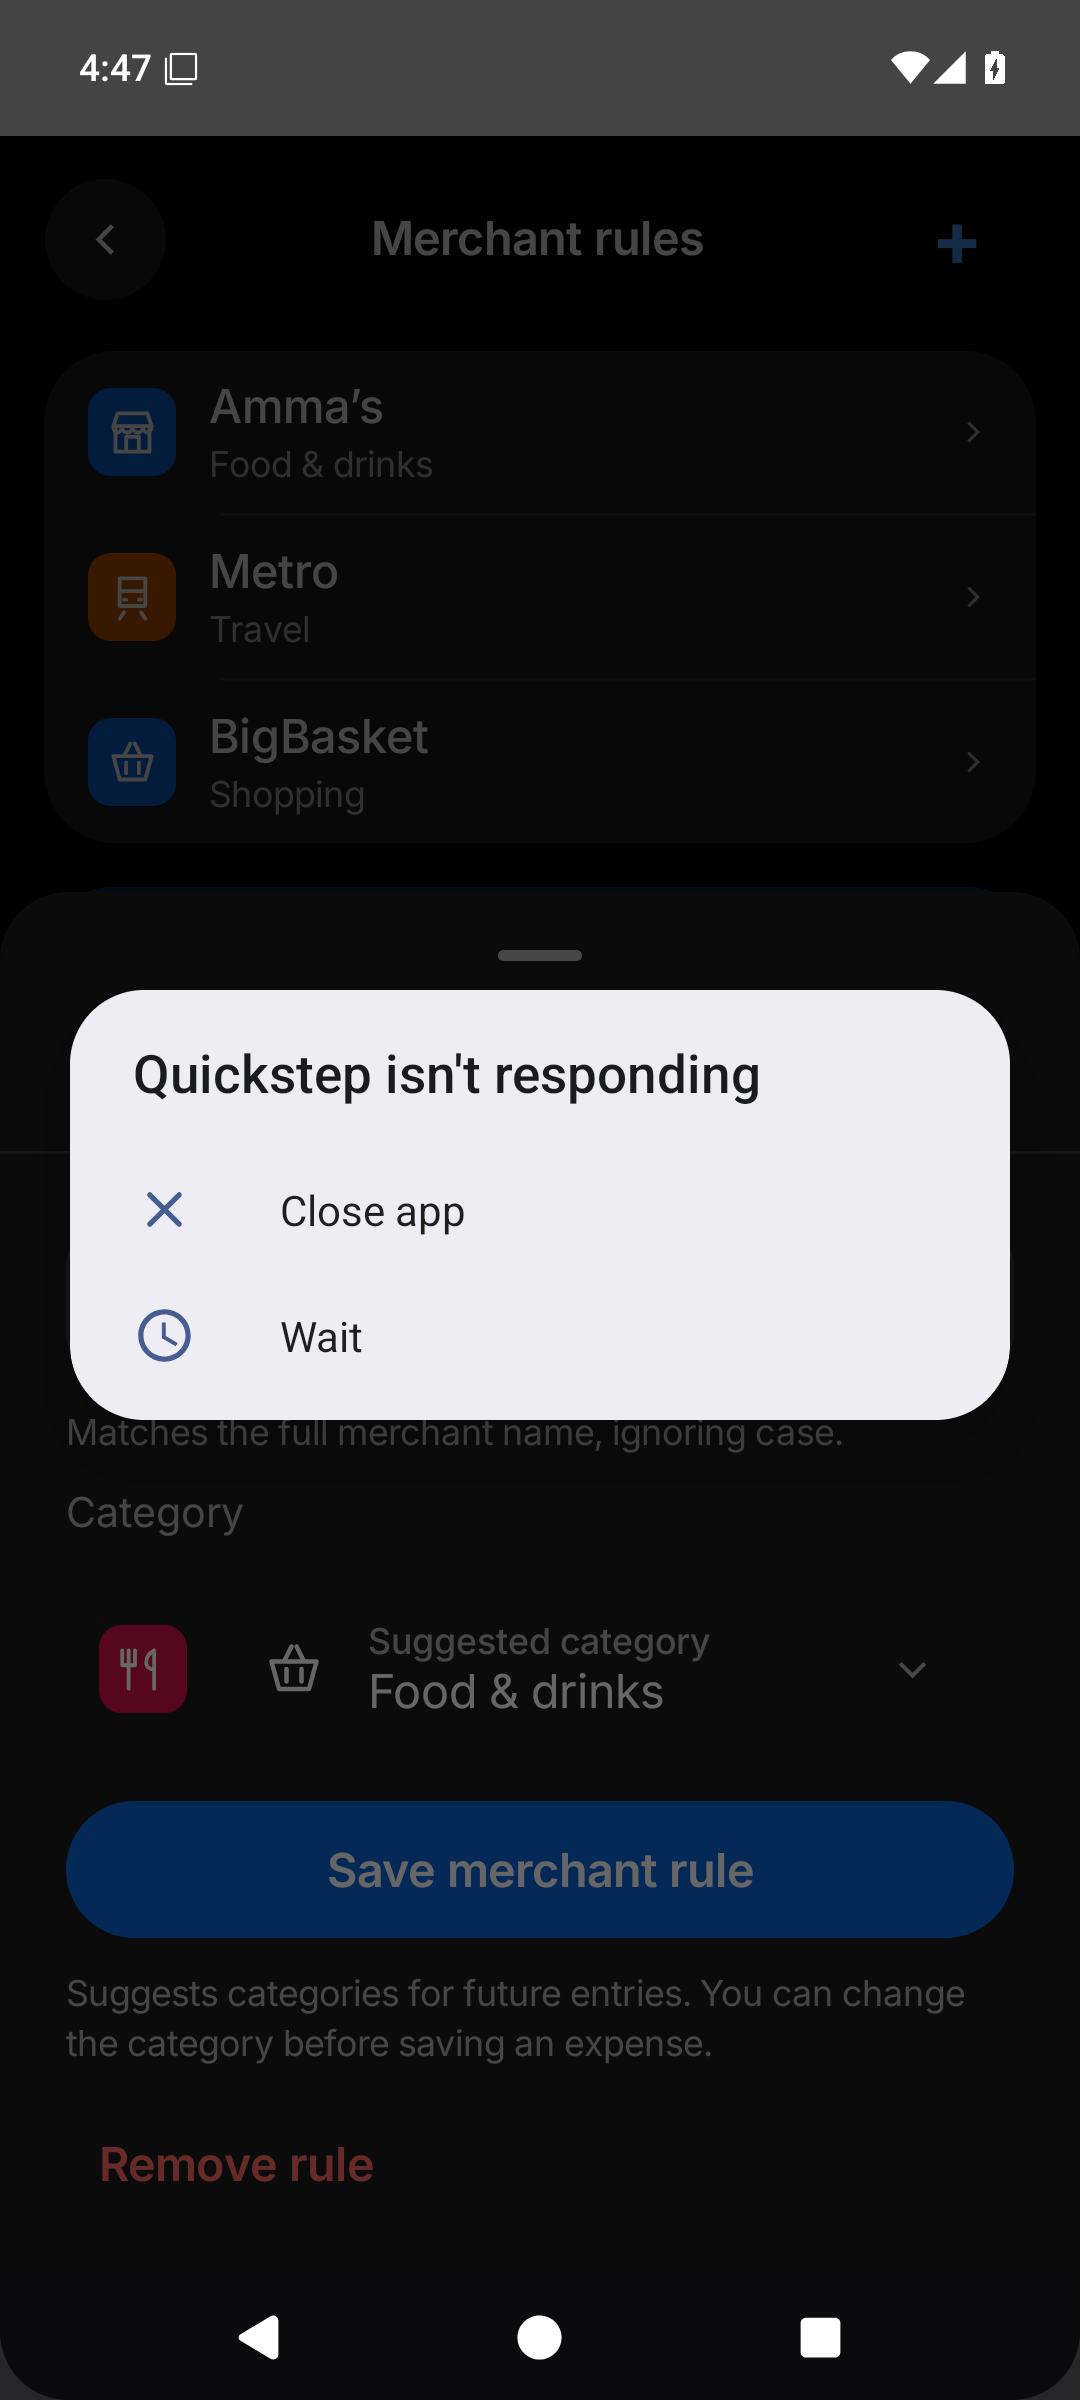 4:47
Merchant rules
Amma’s
Food & drinks
Metro
Travel
BigBasket
Shopping
Quickstep isn't responding
Close app
Wait
Matches the full merchant name, ignoring case.
Category
Suggested category
Food & drinks
Save merchant rule
Suggests categories for future entries. You can change
the category before saving an expense.
Remove rule